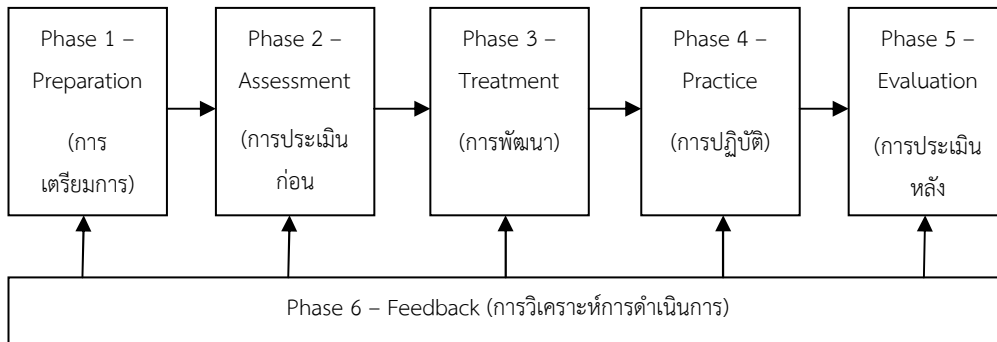 Phase 1 –
Preparation
(การ
เตรียมการ)
Phase 2 –
Assessment
(การประเมิน
ก่อน)
Phase 3 –
Treatment
(การพัฒนา)
Phase 4 –
Practice
(การปฏิบัติ)
Phase 5 –
Evaluation
(การประเมิน
หลัง
Phase 6 – Feedback (การวิเคราะห์การดำเนินการ)